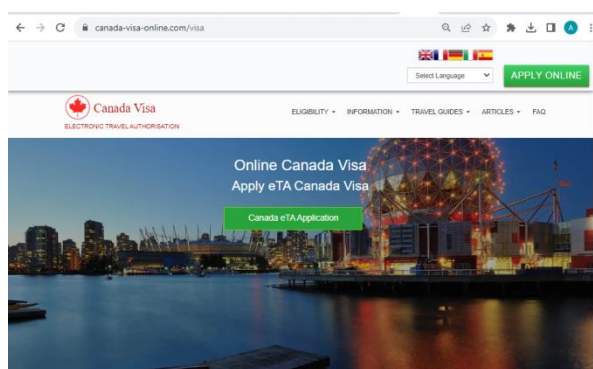 canada-visa-online.com/visa
A
Select Language
APPLY ONLINE
Canada Visa
ELECTRONIC TRAVEL AUTHORISATION
ELIGIBILITY
INFORMATION
TRAVEL GUIDES
ARTICLES
FAQ
Online Canada Visa
Apply eTA Canada Visa
Canada eTA Application